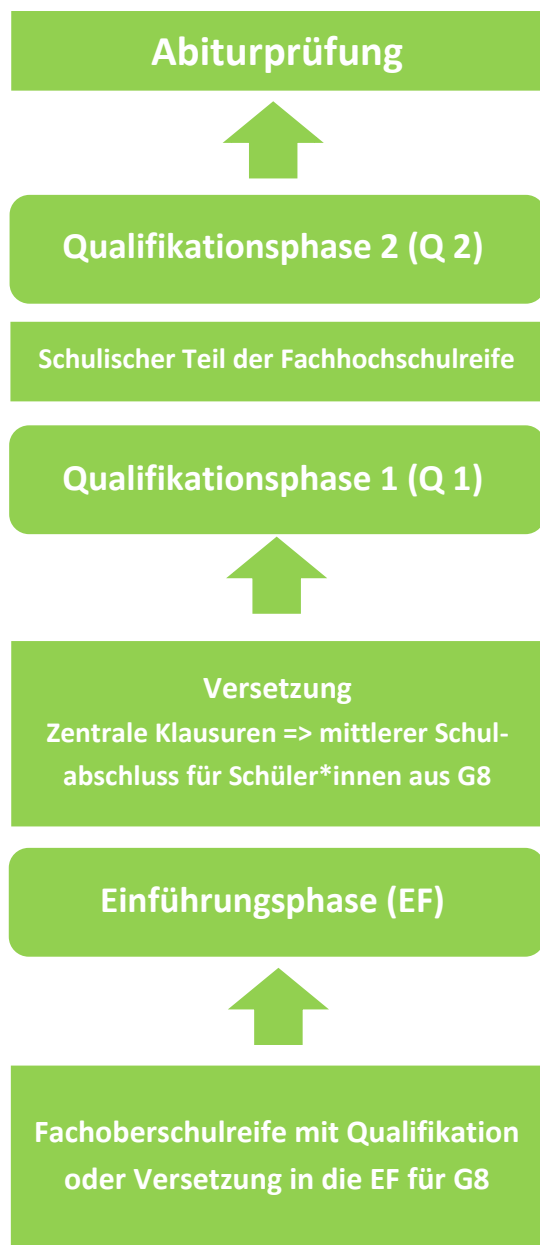 Abiturprüfung
Qualifikationsphase 2 (Q 2)
Schulischer Teil der Fachhochschulreife
Qualifikationsphase 1 (Q 1)
Versetzung
Zentrale Klausuren => mittlerer Schul-
abschluss für Schüler*innen aus G8
Einführungsphase (EF)
Fachoberschulreife mit Qualifikation
oder Versetzung in die EF für G8